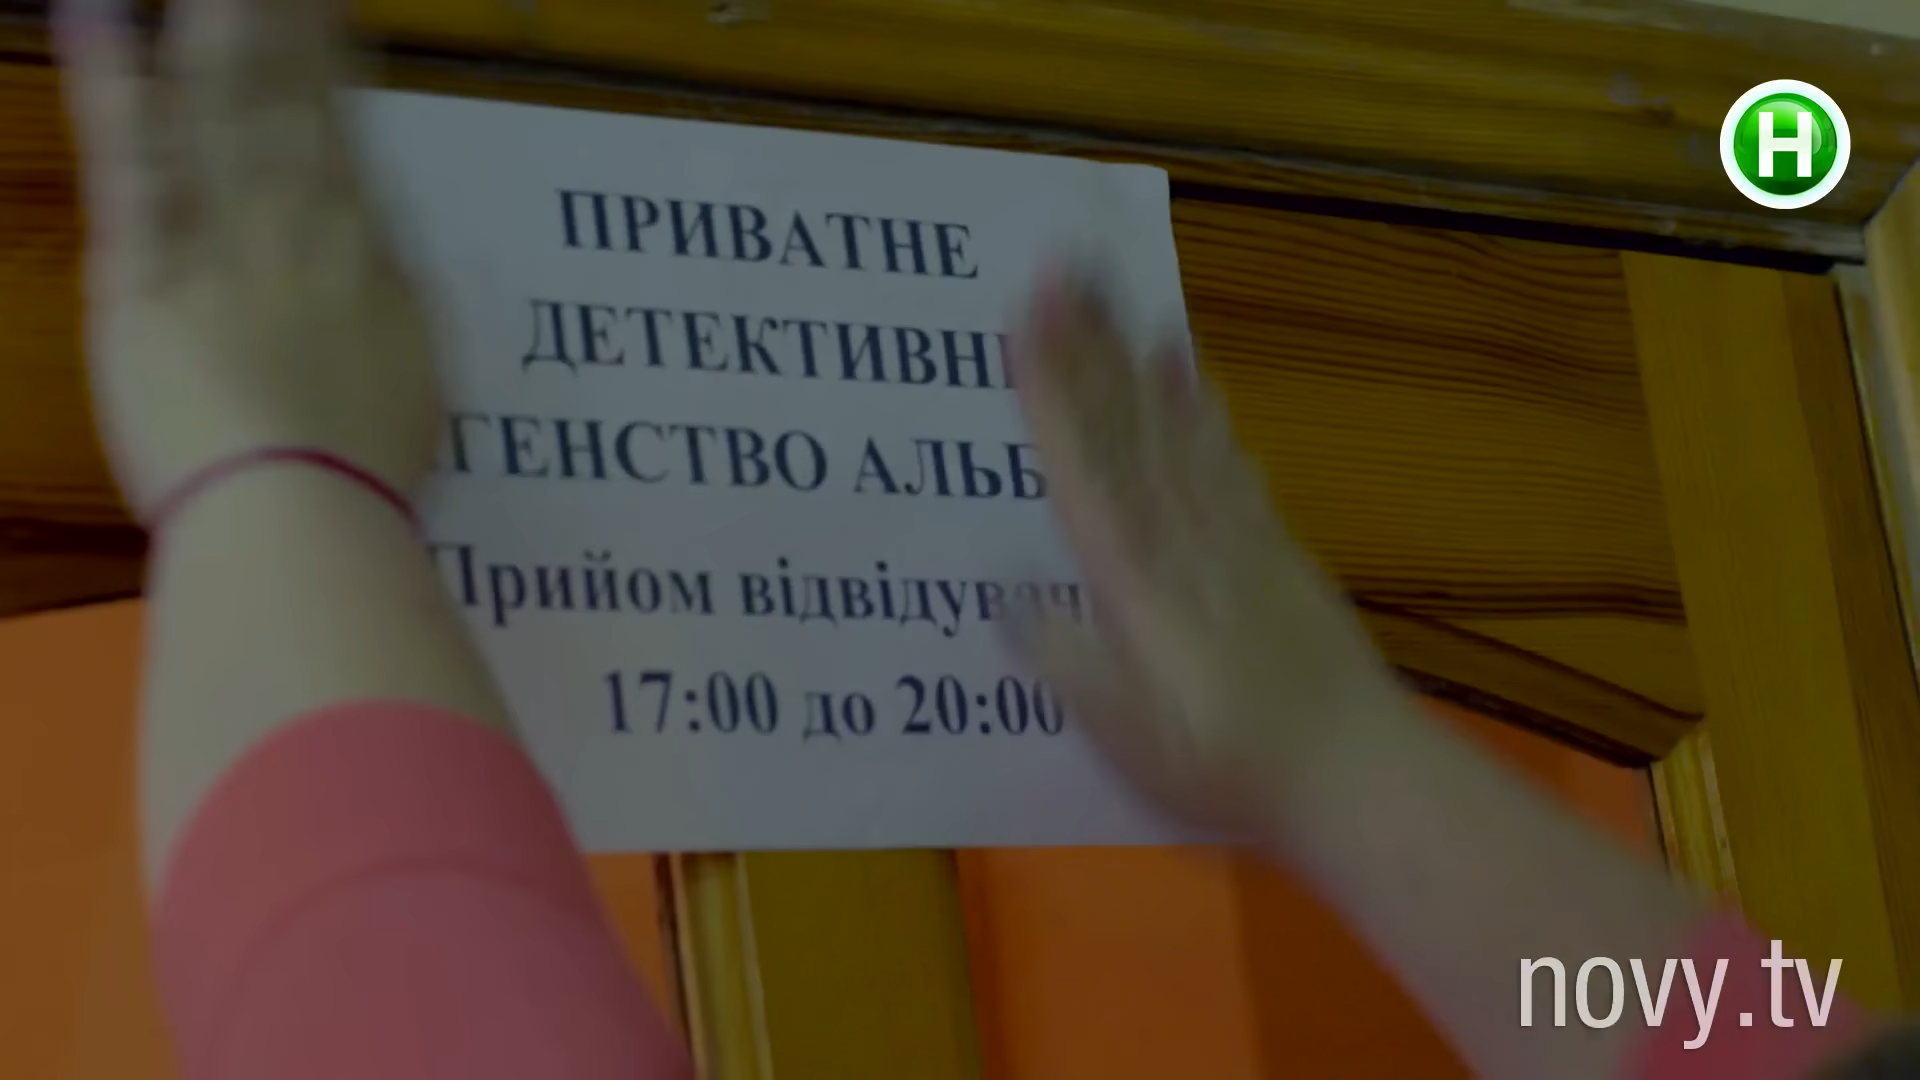 ПРИВАТНЕ
ДЕТЕКТИВН
ГЕНСТВО АЛЬБ
Прийом відвідувач
17:00 до 20:00
Н
novy.tv